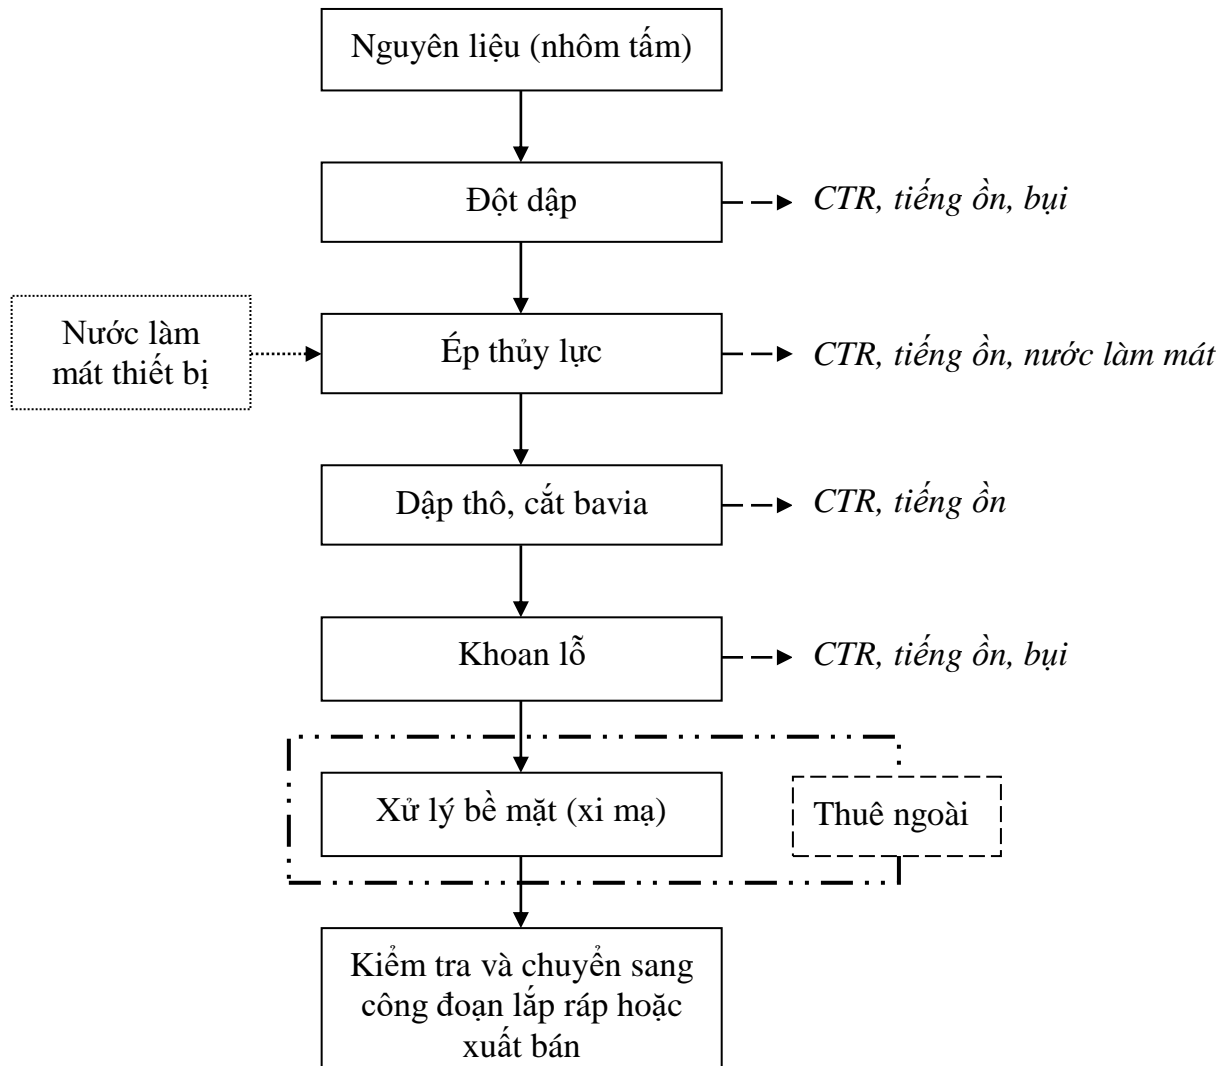 Nguyên liệu (nhôm tấm)
Đột dập
CTR, tiếng ồn, bụi
Nước làm
mát thiết bị
Ép thủy lực
CTR, tiếng ồn, nước làm mát
Dập thô, cắt bavia
CTR, tiếng ồn
Khoan lỗ
CTR, tiếng ồn, bụi
Xử lý bề mặt (xi mạ)
Thuê ngoài
Kiểm tra và chuyển sang
công đoạn lắp ráp hoặc
xuất bán